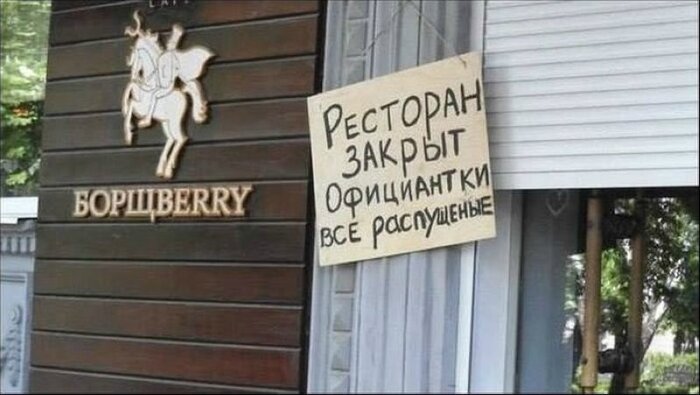 БОРЩBERRY
РЕСТОРАН
ЗАКРЫТ
ОФИЦИАНТКИ
ВСЕ РАСПУЩЕНЫЕ